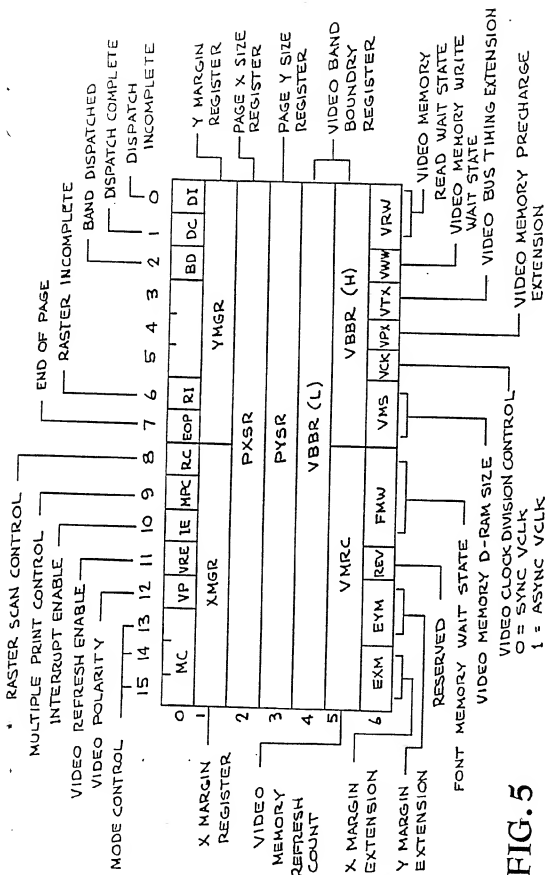 RASTER SCAN CONTROL
MULTIPLE PRINT CONTROL
INTERRUPT ENABLE
VIDEO REFRESH ENABLE
VIDEO POLARITY
MODE CONTROL
END OF PAGE
RASTER INCOMPLETE
BAND DISPATCHED
DISPATCH COMPLETE
DISPATCH
INCOMPLETE
15 14 13 12 11 10 9 8 7 6 5 4 3 2 1 0
0 MC VP VRE IE MPC RC EOP RI BD DC DI
1 XMGR YMGR
2 PXSR
3 PYSR
4 VBBR (L)
5 VMRC VBBR (H)
6 EXM EYM REV FMW VMS VCK VPX VTX VWW VRW
X MARGIN
REGISTER
VIDEO
MEMORY
REFRESH
COUNT
X MARGIN
EXTENSION
Y MARGIN
EXTENSION
Y MARGIN
REGISTER
PAGE X SIZE
REGISTER
PAGE Y SIZE
REGISTER
VIDEO BAND
BOUNDRY
REGISTER
RESERVED
FONT MEMORY WAIT STATE
VIDEO MEMORY D-RAM SIZE
VIDEO CLOCK DIVISION CONTROL
0 = SYNC VCLK
1 = ASYNC VCLK
VIDEO MEMORY
READ WAIT STATE
VIDEO MEMORY WRITE
WAIT STATE
VIDEO BUS TIMING EXTENSION
VIDEO MEMORY PRECHARGE
EXTENSION
FIG. 5